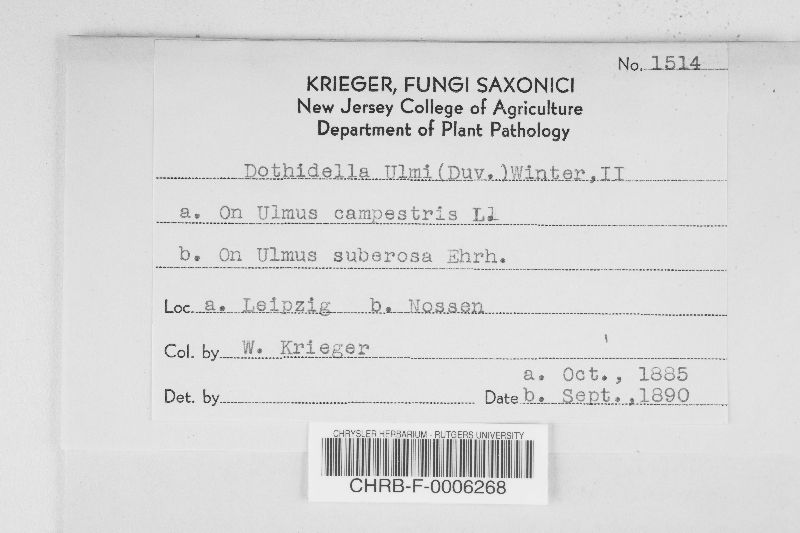 No. 1514
KRIEGER, FUNGI SAXONICI
New Jersey College of Agriculture
Department of Plant Pathology
Dothidella Ulmi(Duv.)Winter,II
a. On Ulmus campestris L.
b. On Ulmus suberosa Ehrh.
Loc. a. Leipzig b. Nossen
Col. by W. Krieger
a. Oct., 1885
Det. by Date b. Sept.,1890
CHRYSLER HERBARIUM - RUTGERS UNIVERSITY
CHRB-F-0006268